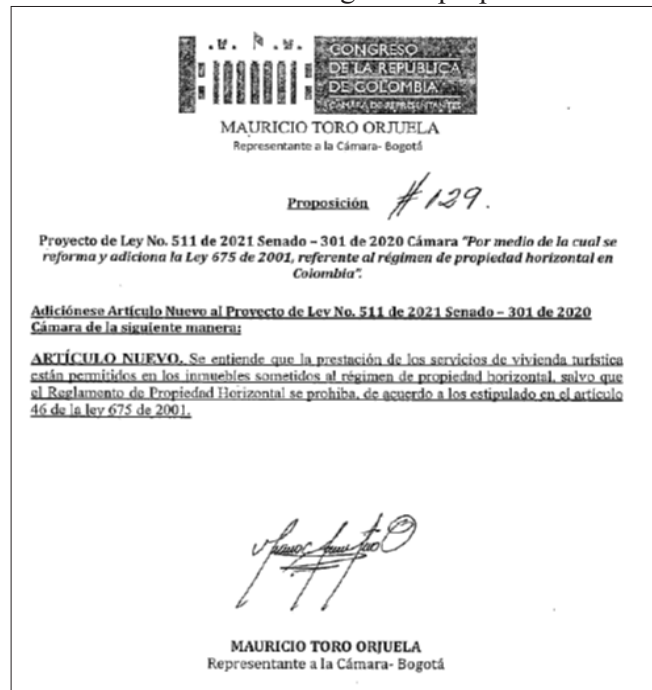 CONGRESO
DE LA REPUBLICA
DE COLOMBIA
CAMARA DE REPRESENTANTES
MAURICIO TORO ORJUELA
Representante a la Cámara- Bogotá
Proposición #129.
Proyecto de Ley No. 511 de 2021 Senado – 301 de 2020 Cámara "Por medio de la cual se
reforma y adiciona la Ley 675 de 2001, referente al régimen de propiedad horizontal en
Colombia".
Adiciónese Artículo Nuevo al Proyecto de Ley No. 511 de 2021 Senado – 301 de 2020
Cámara de la siguiente manera:
ARTÍCULO NUEVO. Se entiende que la prestación de los servicios de vivienda turística
están permitidos en los inmuebles sometidos al régimen de propiedad horizontal, salvo que
el Reglamento de Propiedad Horizontal se prohiba, de acuerdo a los estipulado en el artículo
46 de la ley 675 de 2001.
MAURICIO TORO ORJUELA
Representante a la Cámara- Bogotá